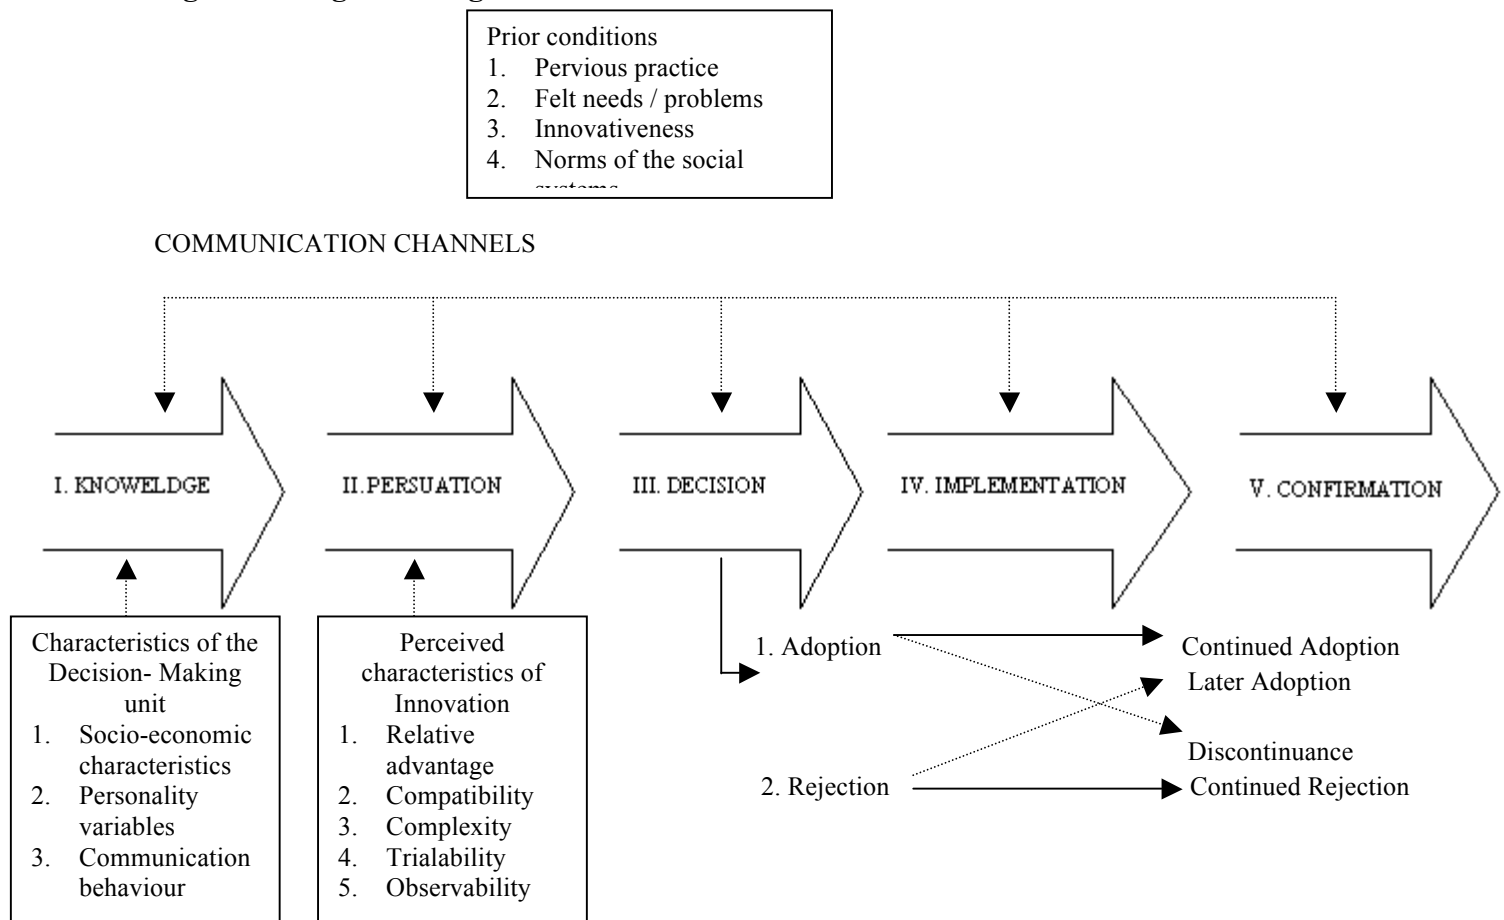 Prior conditions
1. Pervious practice
2. Felt needs / problems
3. Innovativeness
4. Norms of the social
systems
COMMUNICATION CHANNELS
I. KNOWELDGE
II. PERSUATION
III. DECISION
IV. IMPLEMENTATION
V. CONFIRMATION
Characteristics of the
Decision- Making
unit
1. Socio-economic
characteristics
2. Personality
variables
3. Communication
behaviour
Perceived
characteristics of
Innovation
1. Relative
advantage
2. Compatibility
3. Complexity
4. Trialability
5. Observability
1. Adoption
2. Rejection
Continued Adoption
Later Adoption
Discontinuance
Continued Rejection